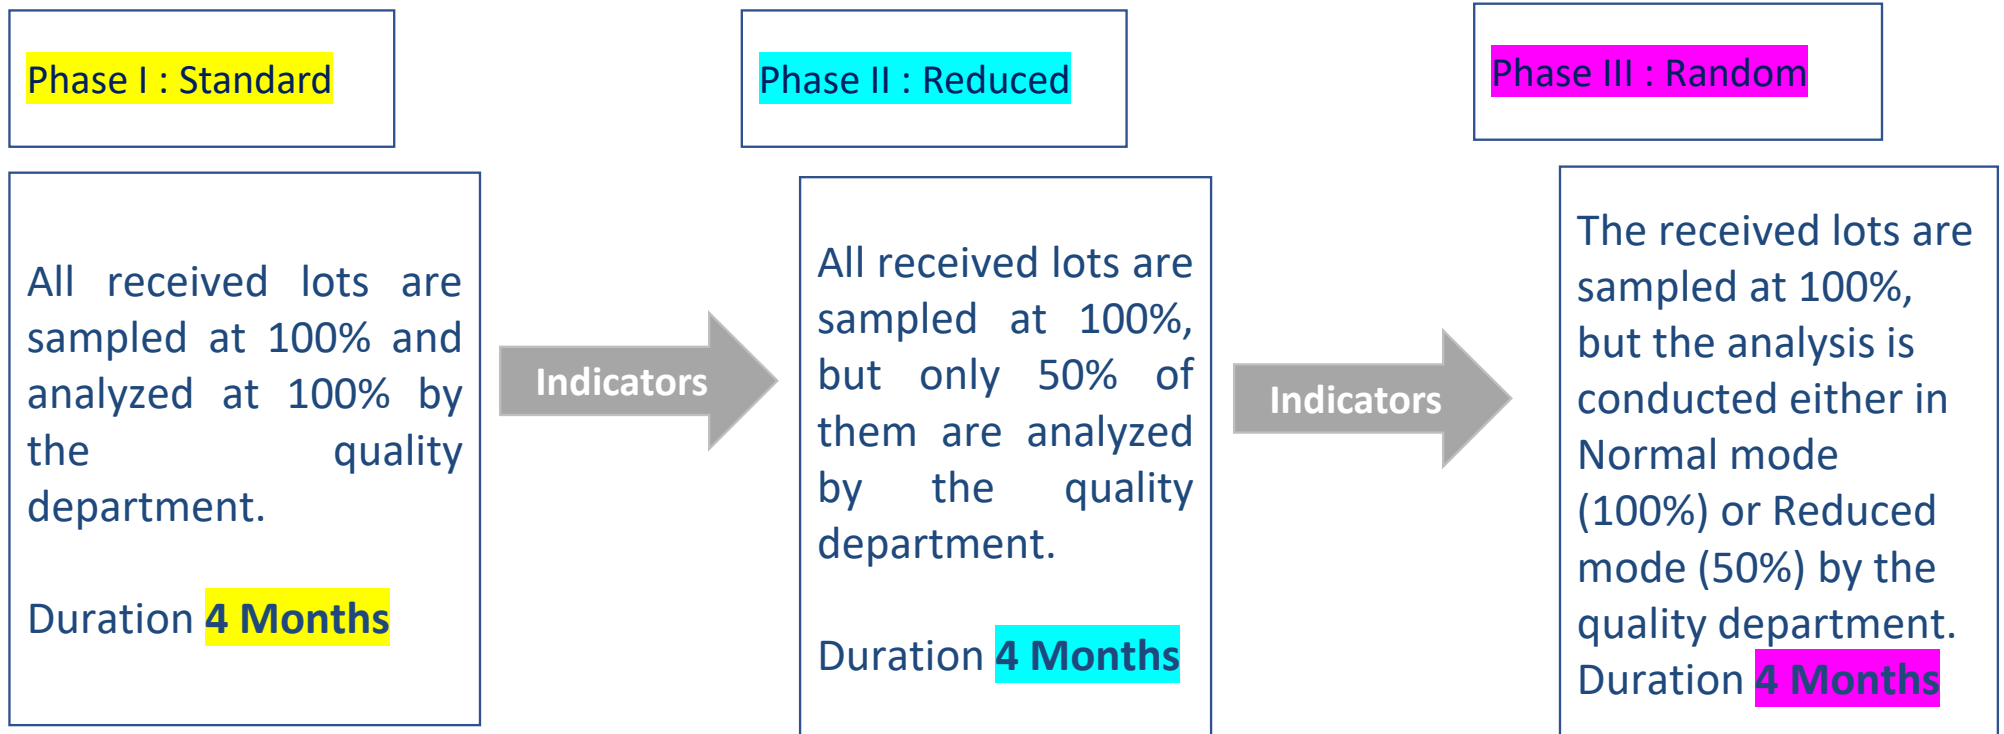 Phase I : Standard
All received lots are
sampled at 100% and
analyzed at 100% by
the quality
department.
Duration 4 Months
Indicators
Phase II : Reduced
All received lots are
sampled at 100%,
but only 50% of
them are analyzed
by the quality
department.
Duration 4 Months
Indicators
Phase III : Random
The received lots are
sampled at 100%,
but the analysis is
conducted either in
Normal mode
(100%) or Reduced
mode (50%) by the
quality department.
Duration 4 Months